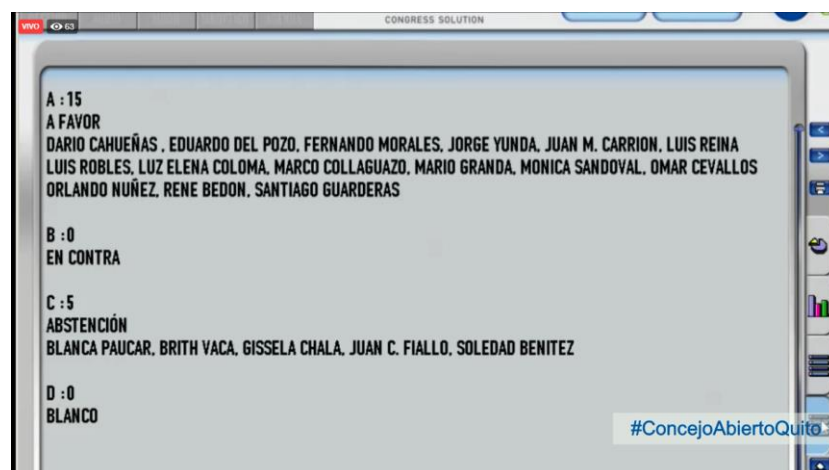 CONGRESS SOLUTION
VIVO 63
A : 15
A FAVOR
DARIO CAHUEÑAS , EDUARDO DEL POZO, FERNANDO MORALES, JORGE YUNDA, JUAN M. CARRION, LUIS REINA
LUIS ROBLES, LUZ ELENA COLOMA, MARCO COLLAGUAZO, MARIO GRANDA, MONICA SANDOVAL, OMAR CEVALLOS
ORLANDO NUÑEZ, RENE BEDON, SANTIAGO GUARDERAS
B : 0
EN CONTRA
C : 5
ABSTENCIÓN
BLANCA PAUCAR, BRITH VACA, GISSELA CHALA, JUAN C. FIALLO, SOLEDAD BENITEZ
D : 0
BLANCO
#ConcejoAbiertoQuito